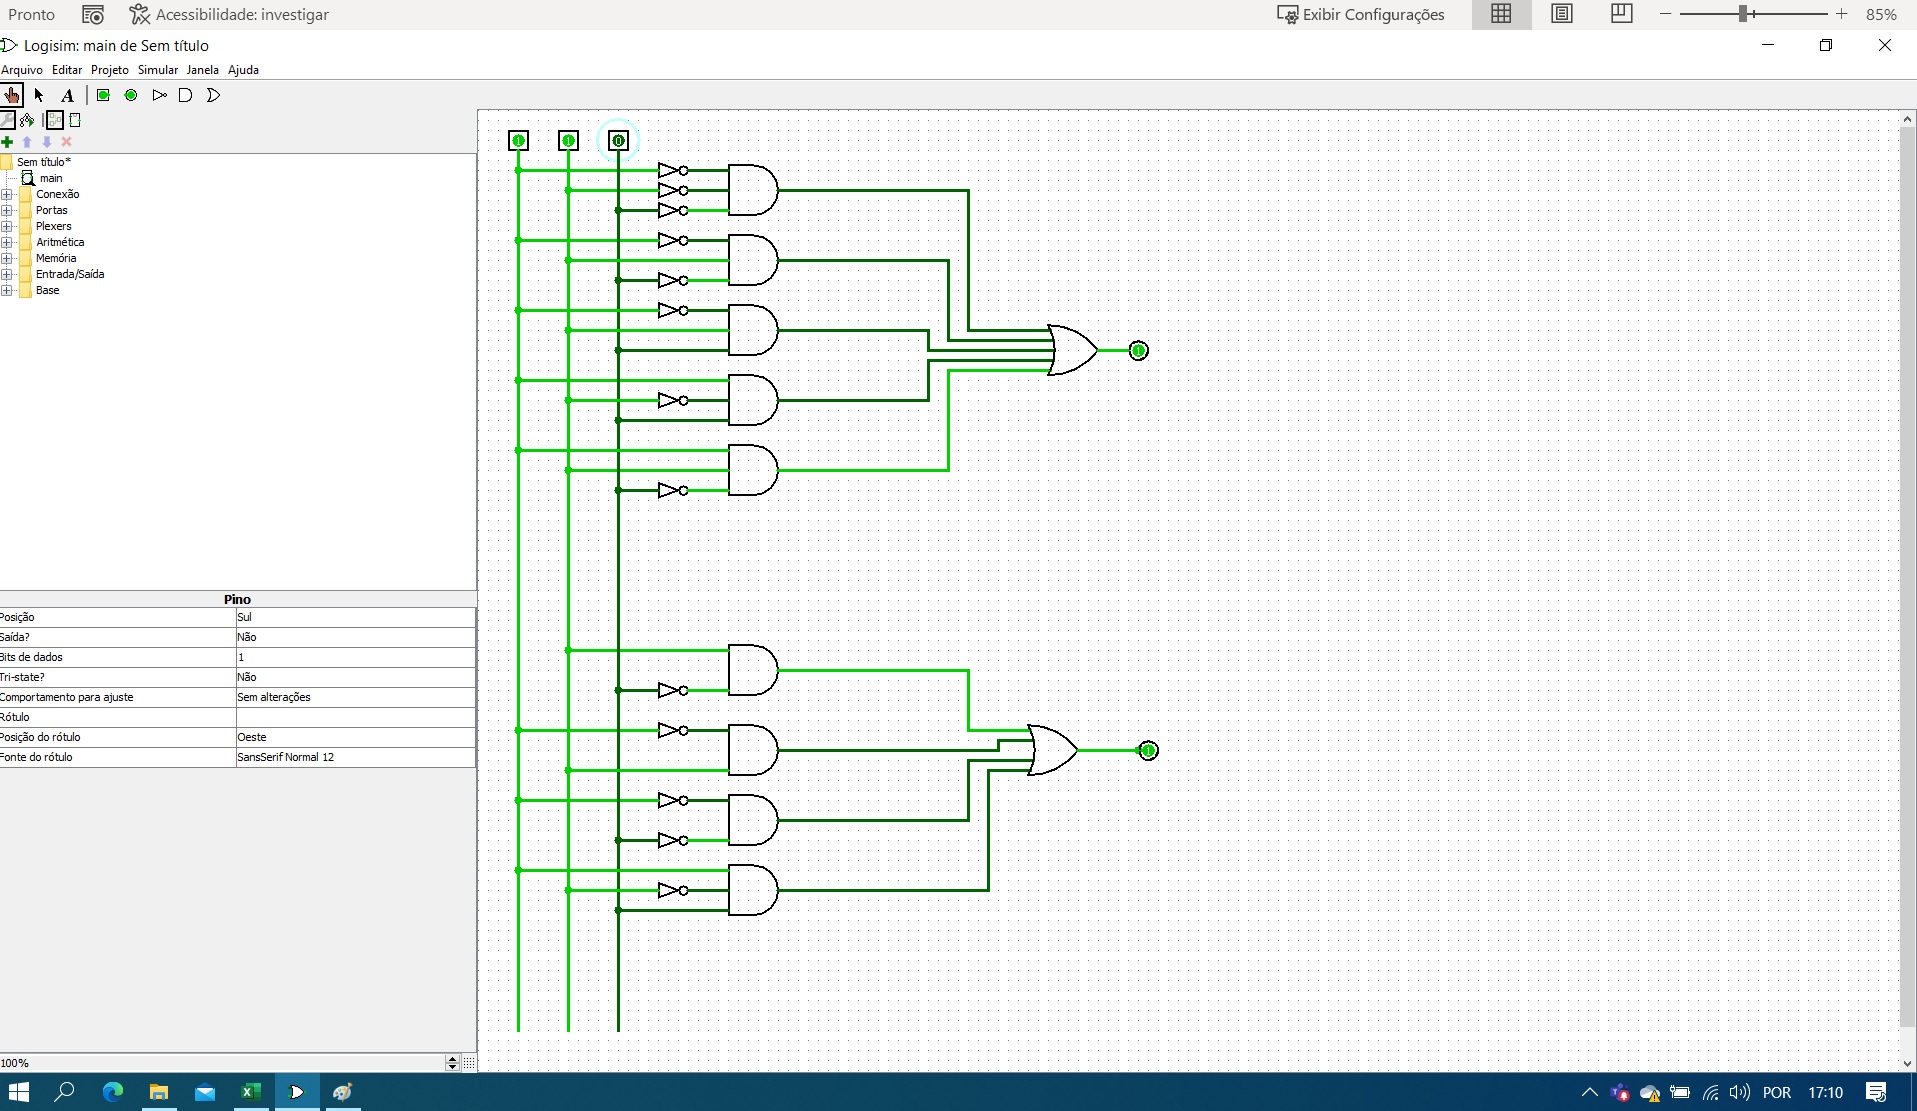 Pronto Acessibilidade: investigar Exibir Configurações 85%
Logisim: main de Sem título
Arquivo Editar Projeto Simular Janela Ajuda
A
Sem título*
main
Conexão
Portas
Plexers
Aritmética
Memória
Entrada/Saída
Base
1 1 0
1
1
Pino
Posição Sul
Saída? Não
Bits de dados 1
Tri-state? Não
Comportamento para ajuste Sem alterações
Rótulo
Posição do rótulo Oeste
Fonte do rótulo SansSerif Normal 12
100%
POR 17:10